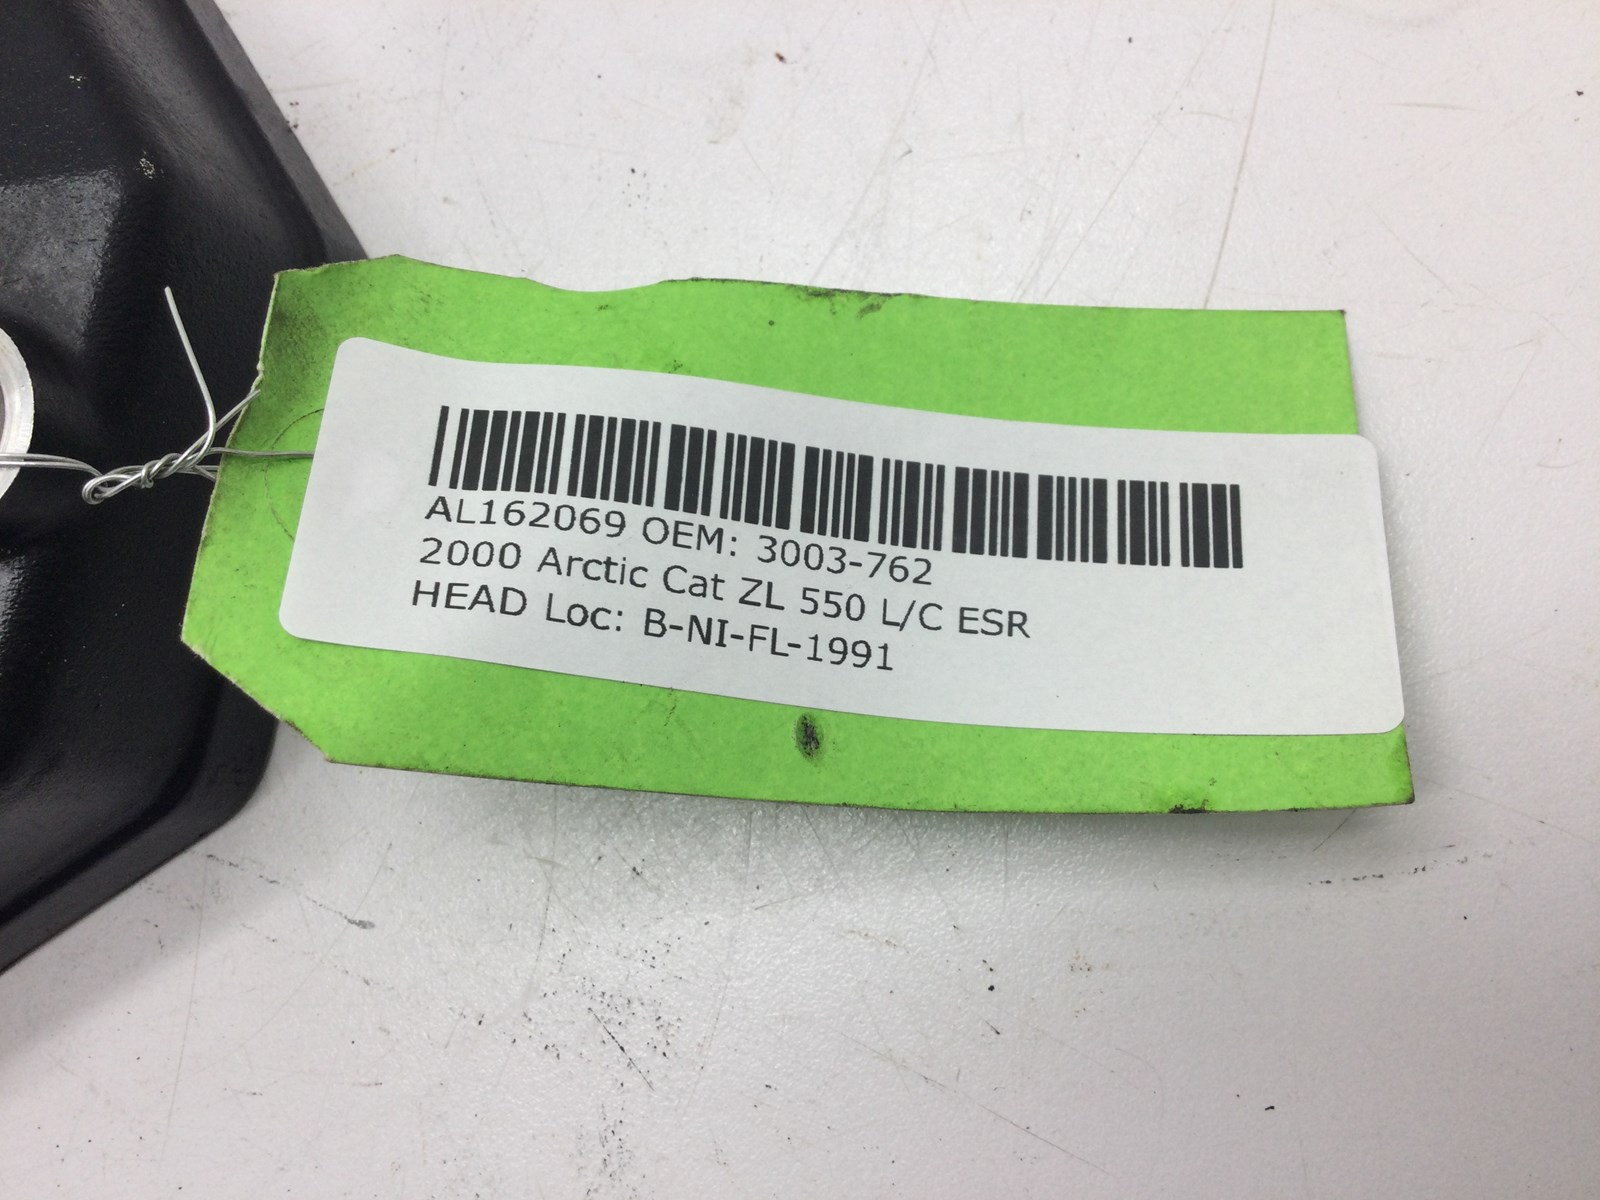 AL162069 OEM: 3003-762
2000 Arctic Cat ZL 550 L/C ESR
HEAD Loc: B-NI-FL-1991